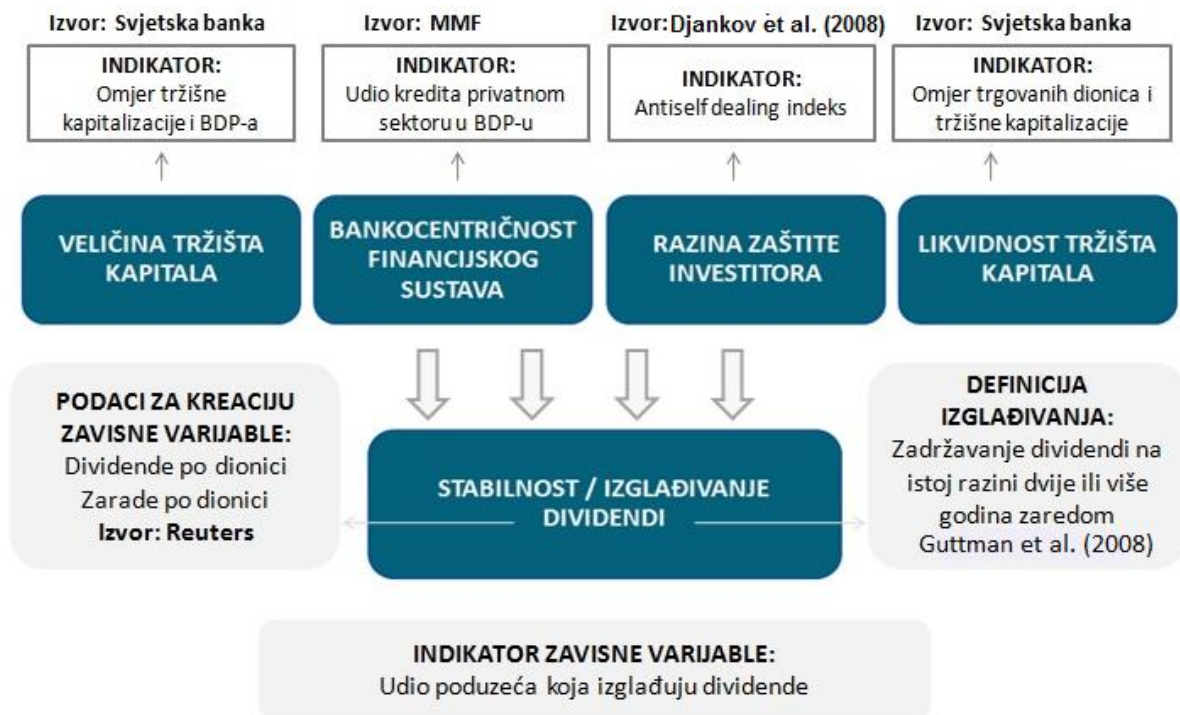 Izvor: Svjetska banka
INDIKATOR:
Omjer tržišne
kapitalizacije i BDP-a
VELIČINA TRŽIŠTA
KAPITALA
Izvor: MMF
INDIKATOR:
Udio kredita privatnom
sektoru u BDP-u
BANKOCENTRIČNOST
FINANCIJSKOG
SUSTAVA
Izvor:Djankov et al. (2008)
INDIKATOR:
Antiself dealing indeks
RAZINA ZAŠTITE
INVESTITORA
Izvor: Svjetska banka
INDIKATOR:
Omjer trgovanih dionica i
tržišne kapitalizacije
LIKVIDNOST TRŽIŠTA
KAPITALA
PODACI ZA KREACIJU
ZAVISNE VARIJABLE:
Dividende po dionici
Zarade po dionici
Izvor: Reuters
STABILNOST / IZGLAĐIVANJE
DIVIDENDI
DEFINICIJA
IZGLAĐIVANJA:
Zadržavanje dividendi na
istoj razini dvije ili više
godina zaredom
Guttman et al. (2008)
INDIKATOR ZAVISNE VARIJABLE:
Udio poduzeća koja izglađuju dividende